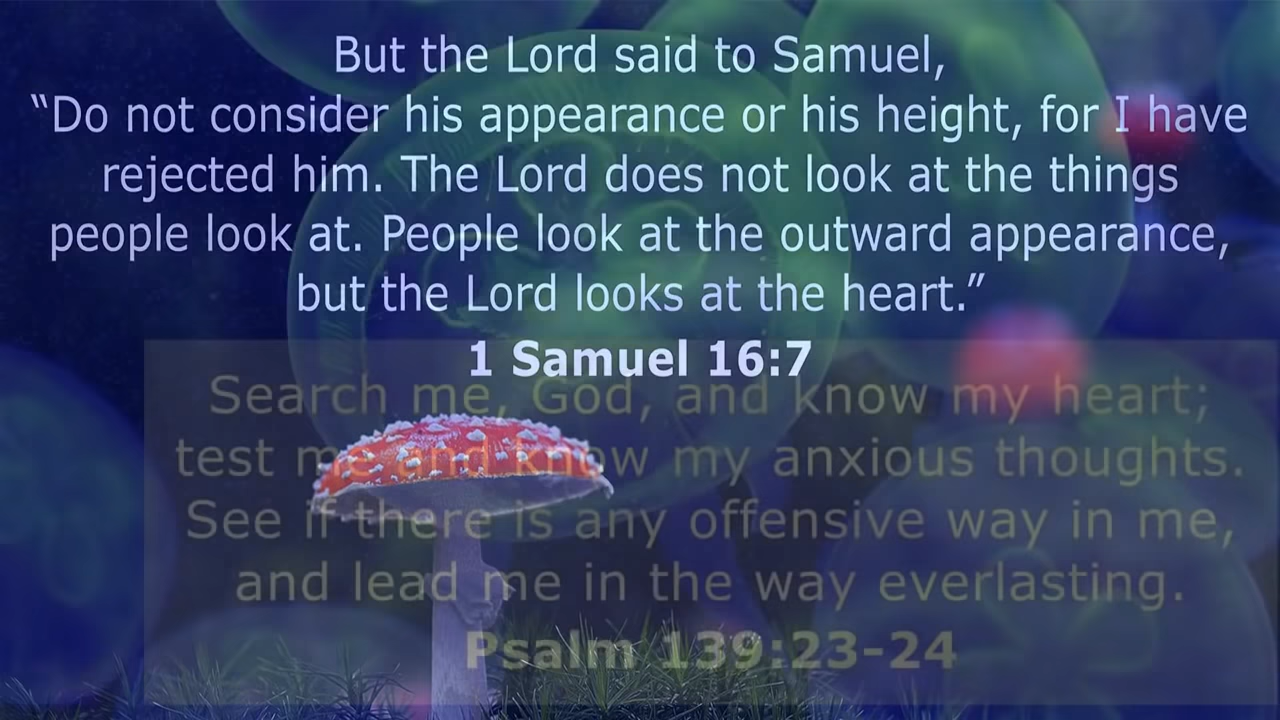 But the Lord said to Samuel,
“Do not consider his appearance or his height, for I have
rejected him. The Lord does not look at the things
people look at. People look at the outward appearance,
but the Lord looks at the heart.”
1 Samuel 16:7
Search me, God, and know my heart;
test me and know my anxious thoughts.
See if there is any offensive way in me,
and lead me in the way everlasting.
Psalm 139:23-24